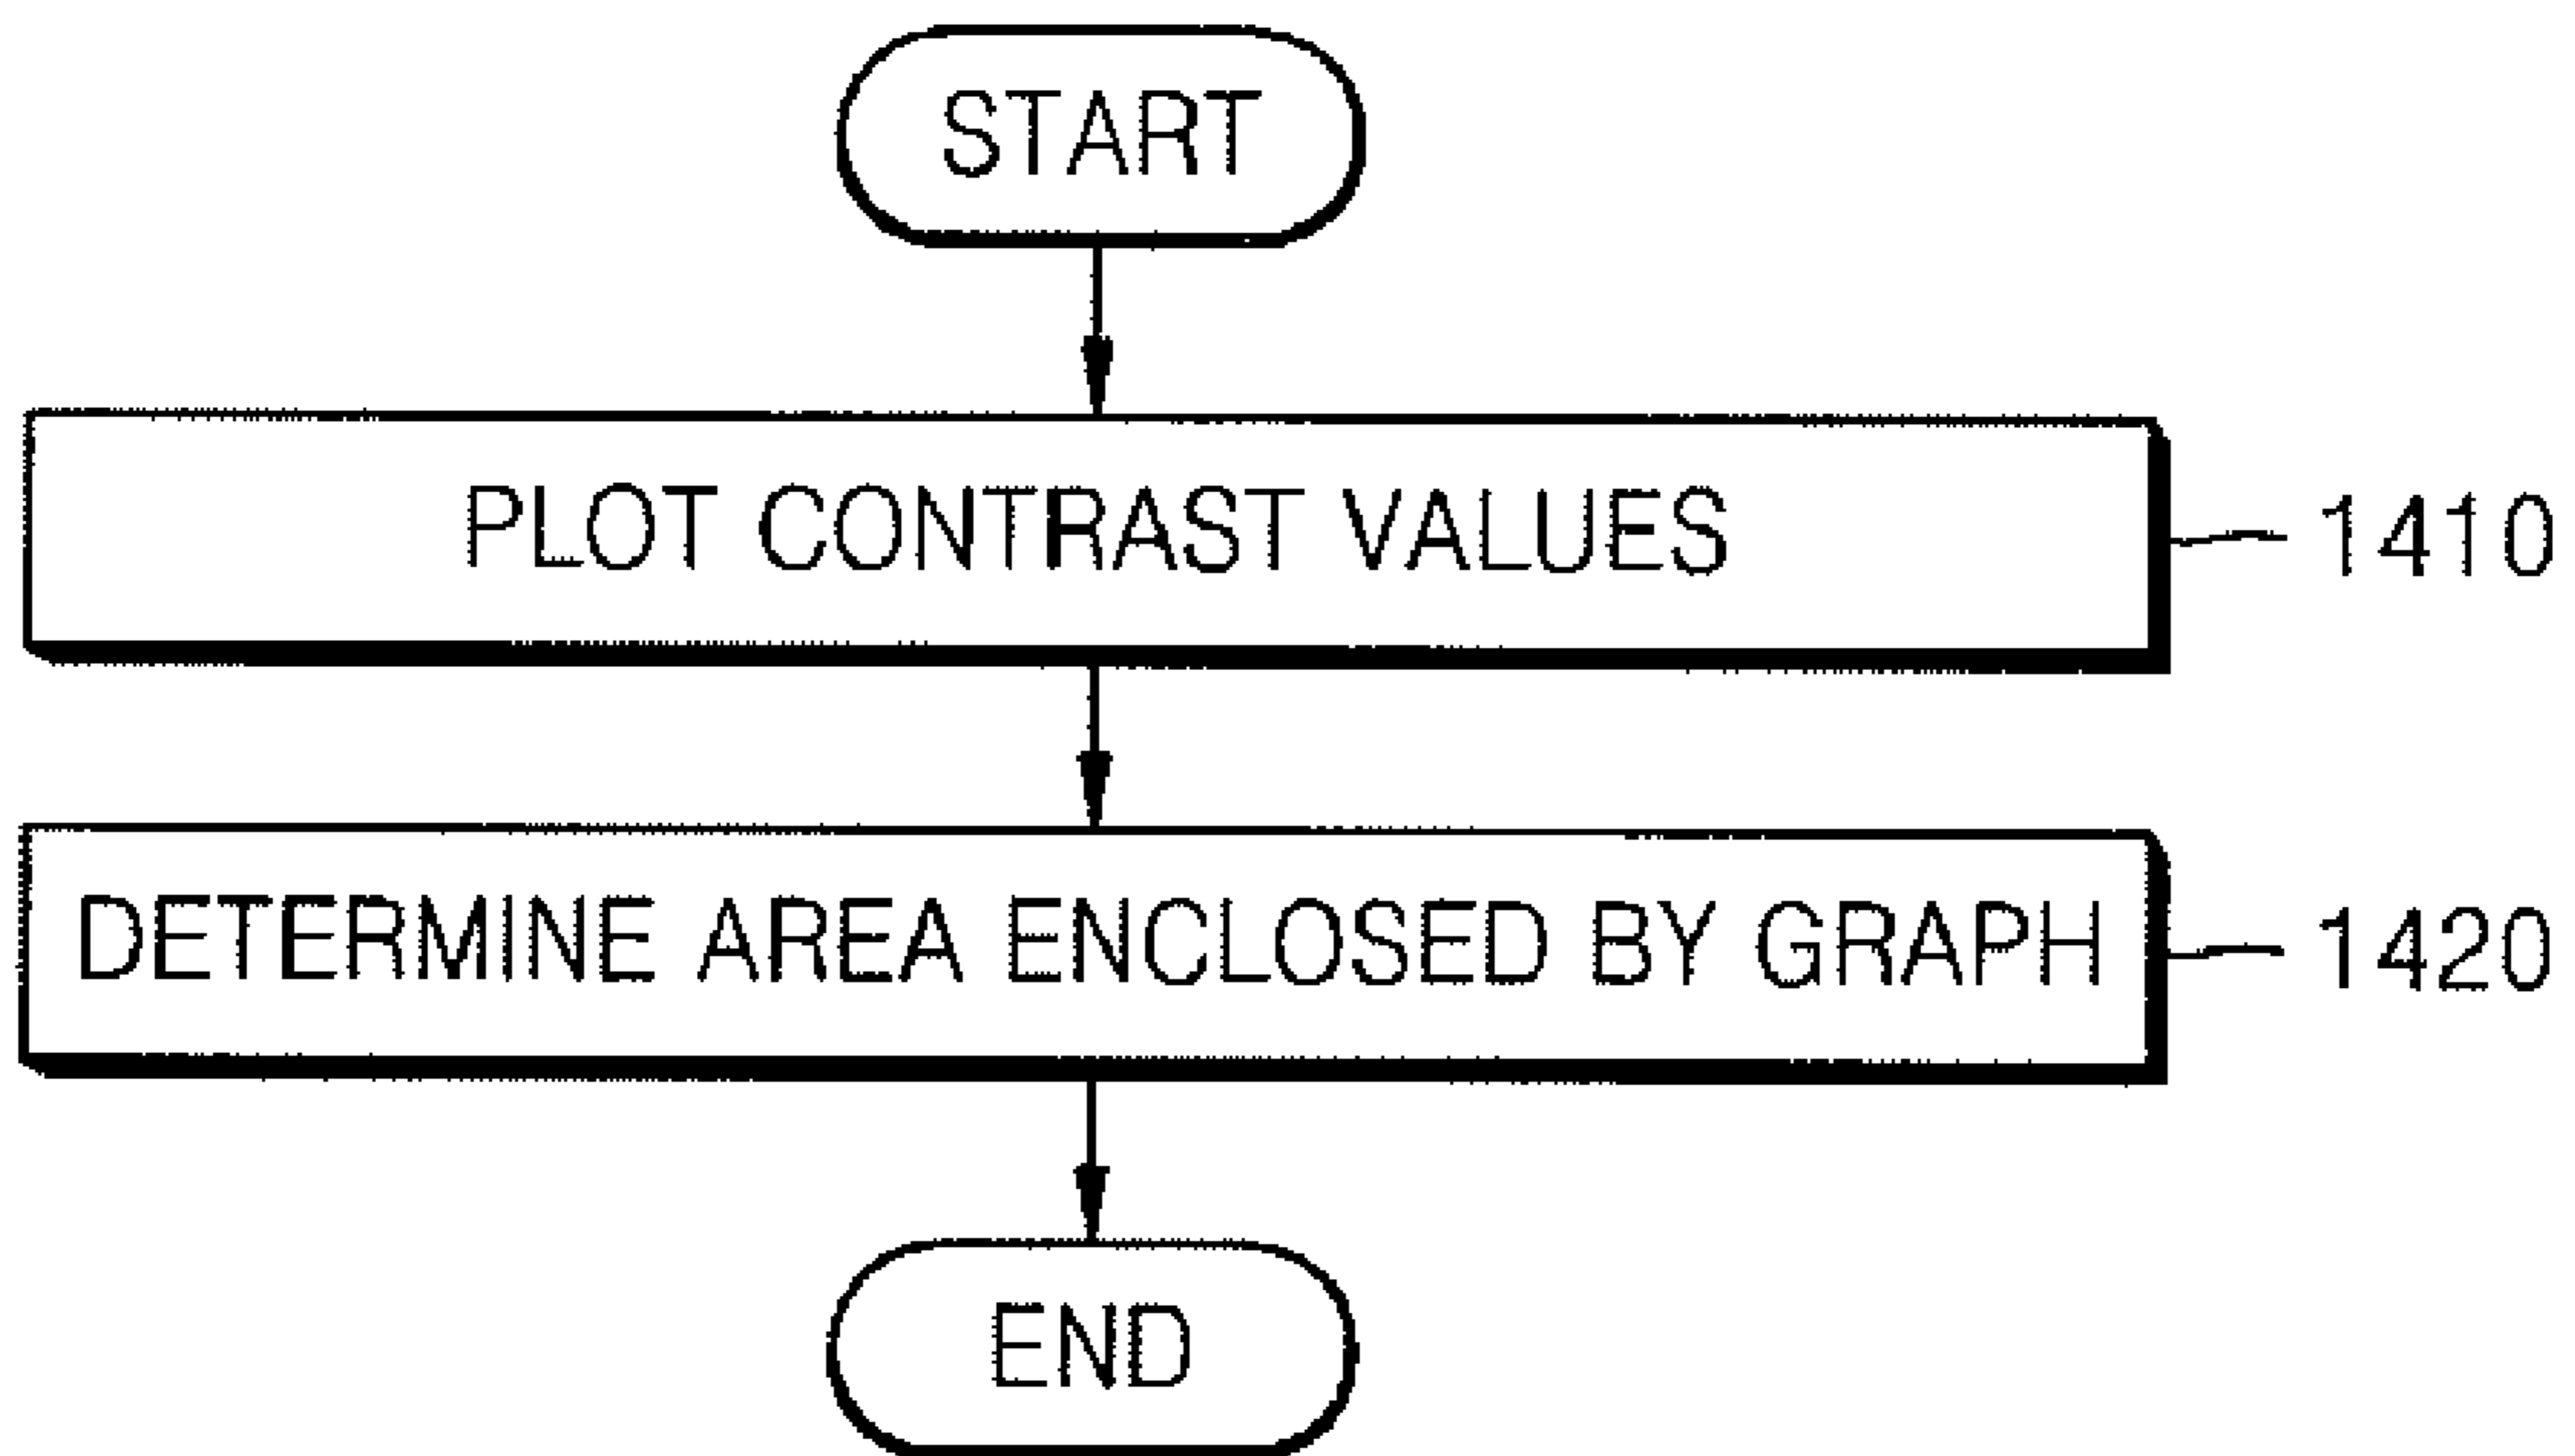 START
PLOT CONTRAST VALUES
1410
DETERMINE AREA ENCLOSED BY GRAPH
1420
END